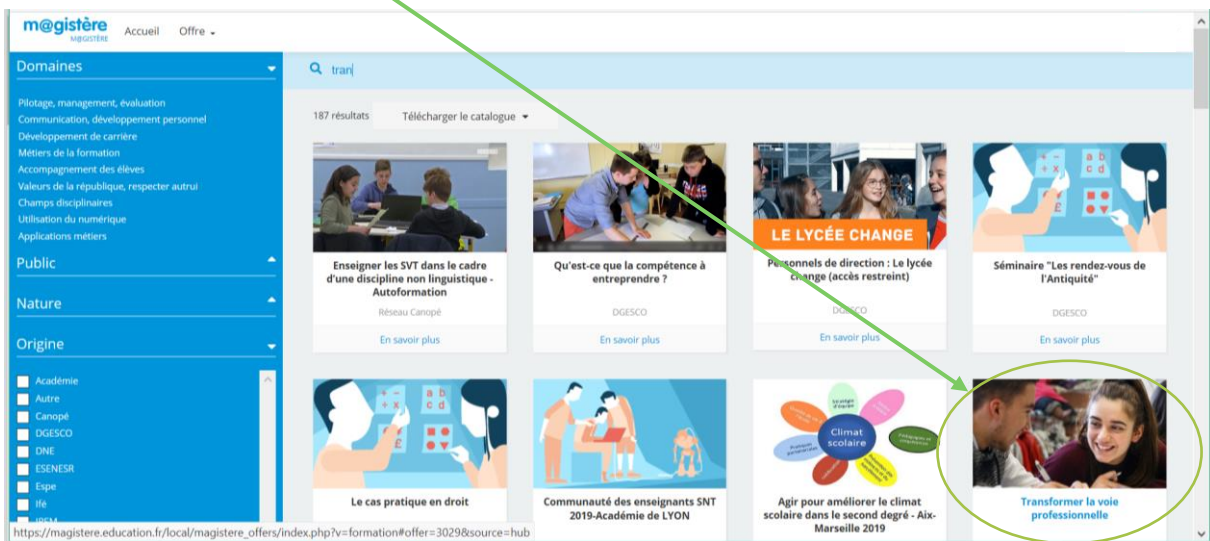 m@gistère
M@GISTÈRE
Accueil
Offre
Domaines
Pilotage, management, évaluation
Communication, développement personnel
Développement de carrière
Métiers de la formation
Accompagnement des élèves
Valeurs de la république, respecter autrui
Champs disciplinaires
Utilisation du numérique
Applications métiers
Public
Nature
Origine
Académie
Autre
Canopé
DGESCO
DNE
ESENESR
Espe
Ifé
tran
187 résultats
Télécharger le catalogue
Enseigner les SVT dans le cadre
d'une discipline non linguistique -
Autoformation
Réseau Canopé
En savoir plus
Qu'est-ce que la compétence à
entreprendre ?
DGESCO
En savoir plus
LE LYCÉE CHANGE
Personnels de direction : Le lycée
change (accès restreint)
DGESCO
En savoir plus
Séminaire "Les rendez-vous de
l'Antiquité"
DGESCO
En savoir plus
Le cas pratique en droit
Communauté des enseignants SNT
2019-Académie de LYON
Climat
scolaire
Agir pour améliorer le climat
scolaire dans le second degré - Aix-
Marseille 2019
Transformer la voie
professionnelle
https://magistere.education.fr/local/magistere_offers/index.php?v=formation#offer=3029&source=hub